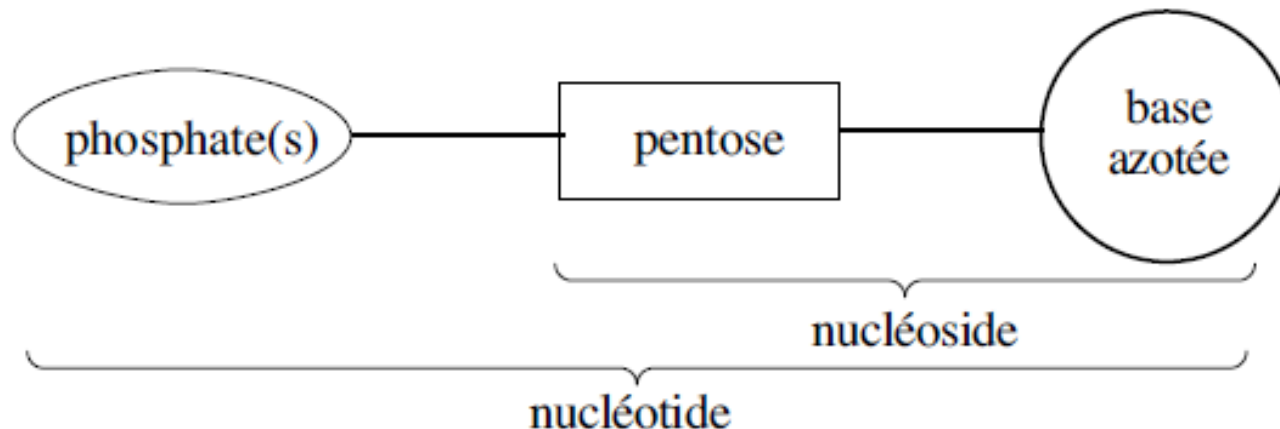 phosphate(s)
pentose
base
azotée
nucléoside
nucléotide